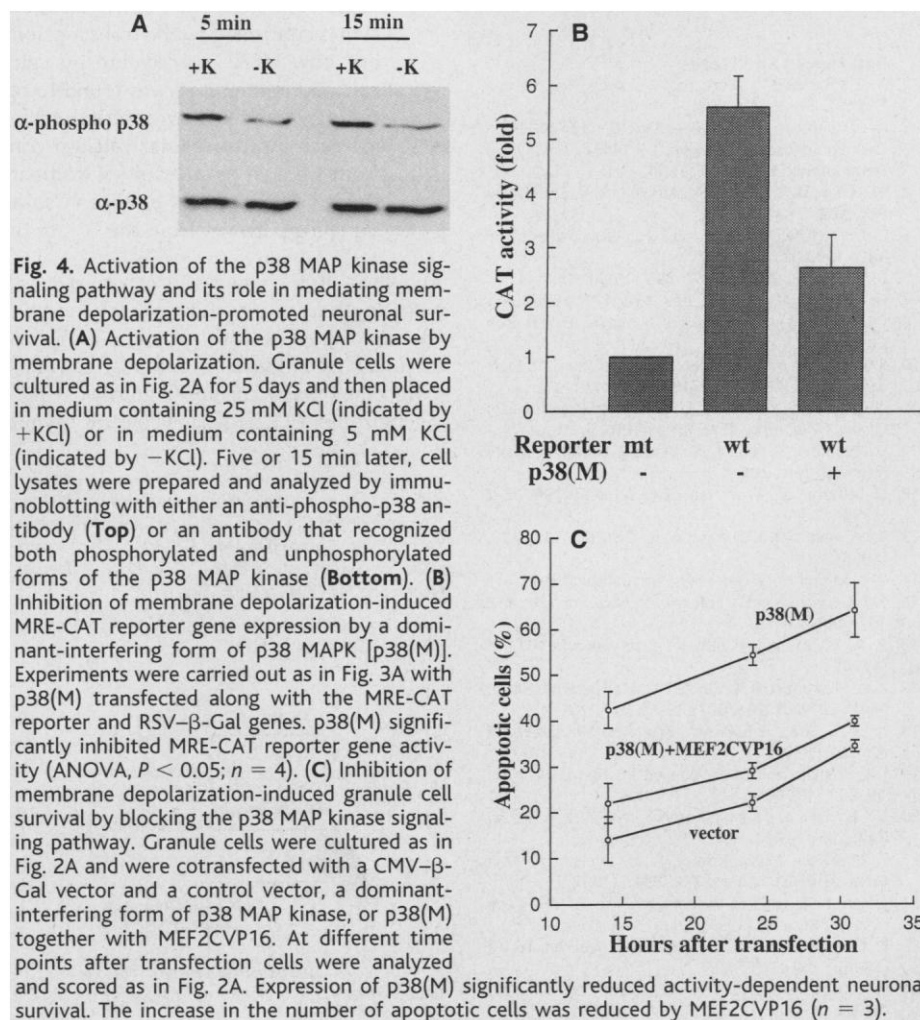 A
5 min 15 min
+K -K +K -K
α-phospho p38
α-p38
Fig. 4. Activation of the p38 MAP kinase sig-
naling pathway and its role in mediating mem-
brane depolarization-promoted neuronal sur-
vival. (A) Activation of the p38 MAP kinase by
membrane depolarization. Granule cells were
cultured as in Fig. 2A for 5 days and then placed
in medium containing 25 mM KCl (indicated by
+KCl) or in medium containing 5 mM KCl
(indicated by −KCl). Five or 15 min later, cell
lysates were prepared and analyzed by immu-
noblotting with either an anti-phospho-p38 an-
tibody (Top) or an antibody that recognized
both phosphorylated and unphosphorylated
forms of the p38 MAP kinase (Bottom). (B)
Inhibition of membrane depolarization-induced
MRE-CAT reporter gene expression by a domi-
nant-interfering form of p38 MAPK [p38(M)].
Experiments were carried out as in Fig. 3A with
p38(M) transfected along with the MRE-CAT
reporter and RSV–β-Gal genes. p38(M) signifi-
cantly inhibited MRE-CAT reporter gene activ-
ity (ANOVA, P < 0.05; n = 4). (C) Inhibition of
membrane depolarization-induced granule cell
survival by blocking the p38 MAP kinase signal-
ing pathway. Granule cells were cultured as in
Fig. 2A and were cotransfected with a CMV–β-
Gal vector and a control vector, a dominant-
interfering form of p38 MAP kinase, or p38(M)
together with MEF2CVP16. At different time
points after transfection cells were analyzed
and scored as in Fig. 2A. Expression of p38(M) significantly reduced activity-dependent neurona
survival. The increase in the number of apoptotic cells was reduced by MEF2CVP16 (n = 3).
B
CAT activity (fold)
7
6
5
4
3
2
1
0
Reporter mt wt wt
p38(M) - - +
C
Apoptotic cells (%)
80
70
60
50
40
30
20
10
0
p38(M)
p38(M)+MEF2CVP16
vector
10 15 20 25 30 35
Hours after transfection